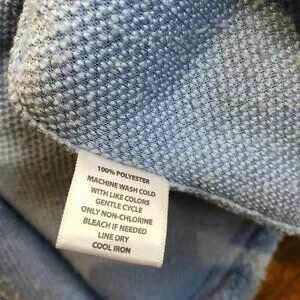 100% POLYESTER
MACHINE WASH COLD
WITH LIKE COLORS
GENTLE CYCLE
ONLY NON-CHLORINE
BLEACH IF NEEDED
LINE DRY
COOL IRON